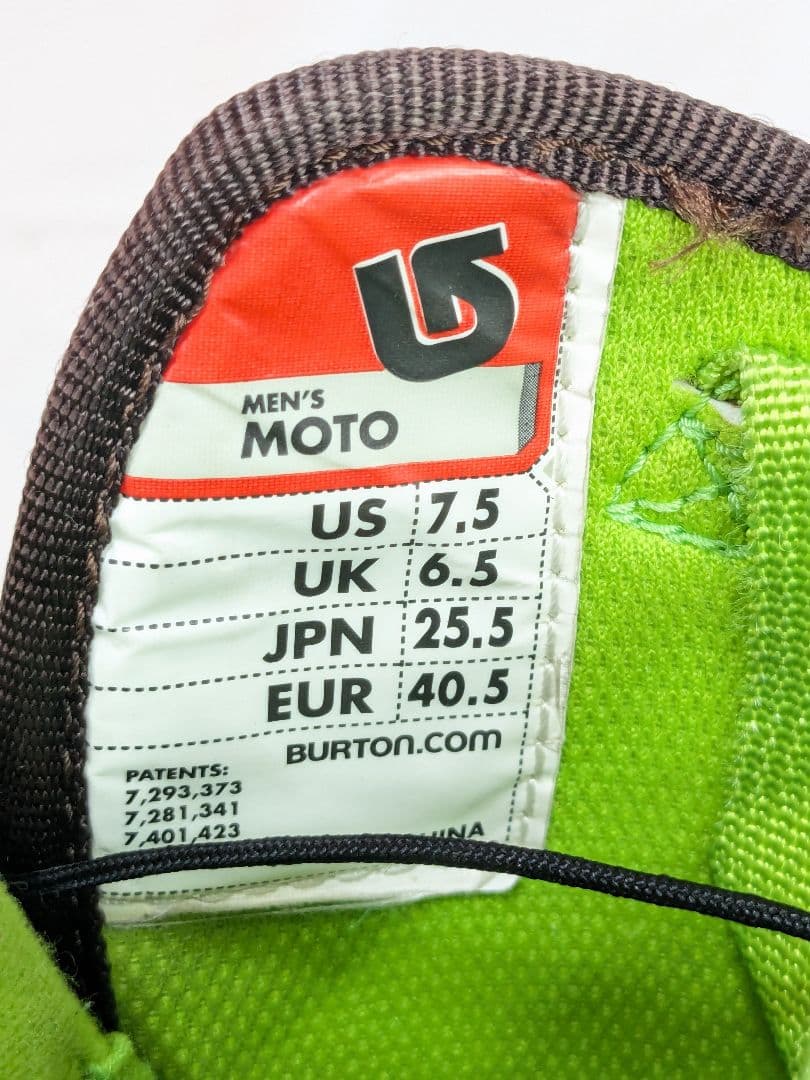 MEN'S
MOTO
US 7.5
UK 6.5
JPN 25.5
EUR 40.5
BURTON.COM
PATENTS:
7,293,373
7,281,341
7,401,423